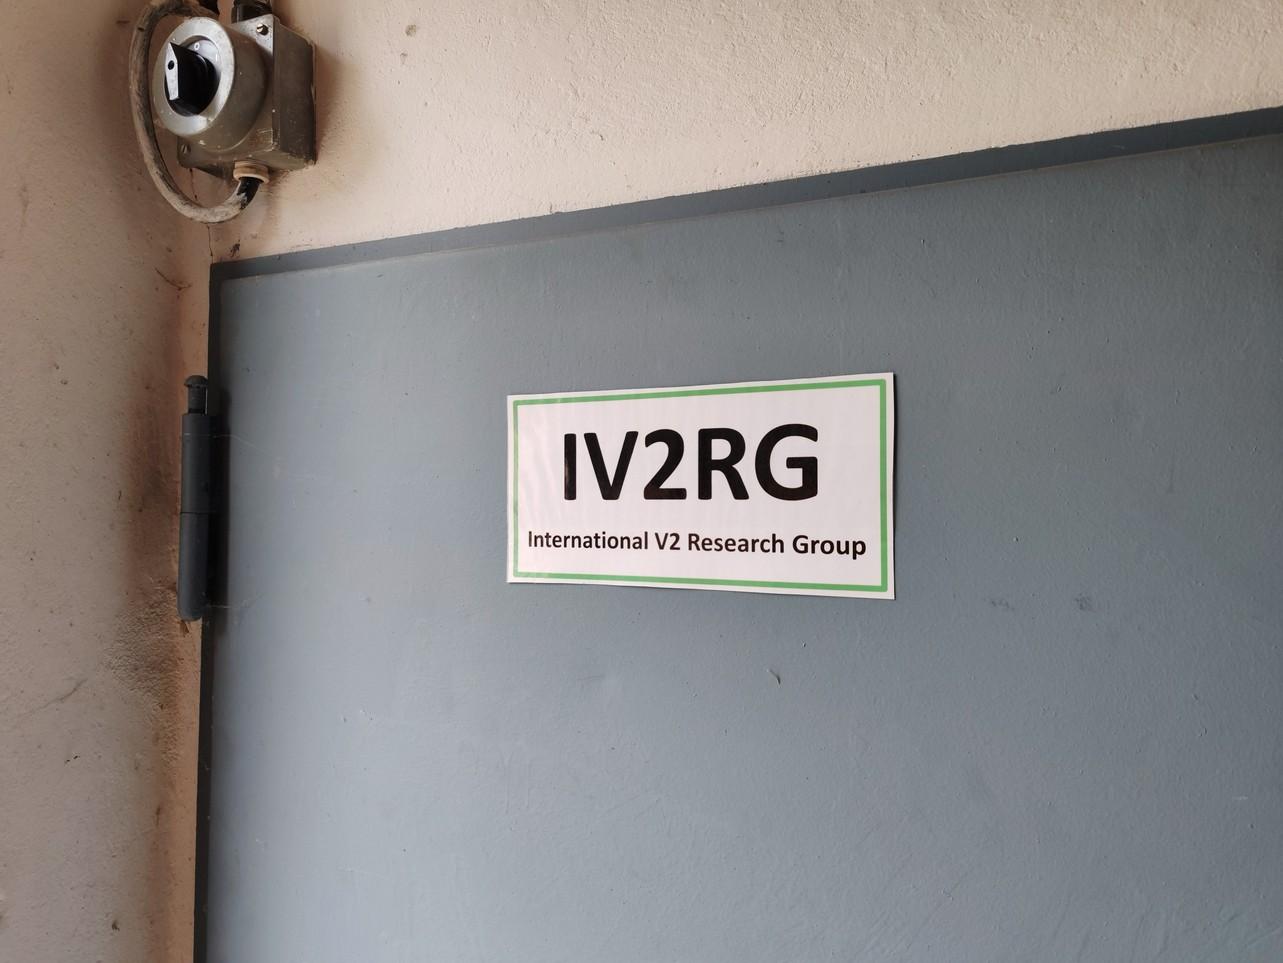 IV2RG
International V2 Research Group